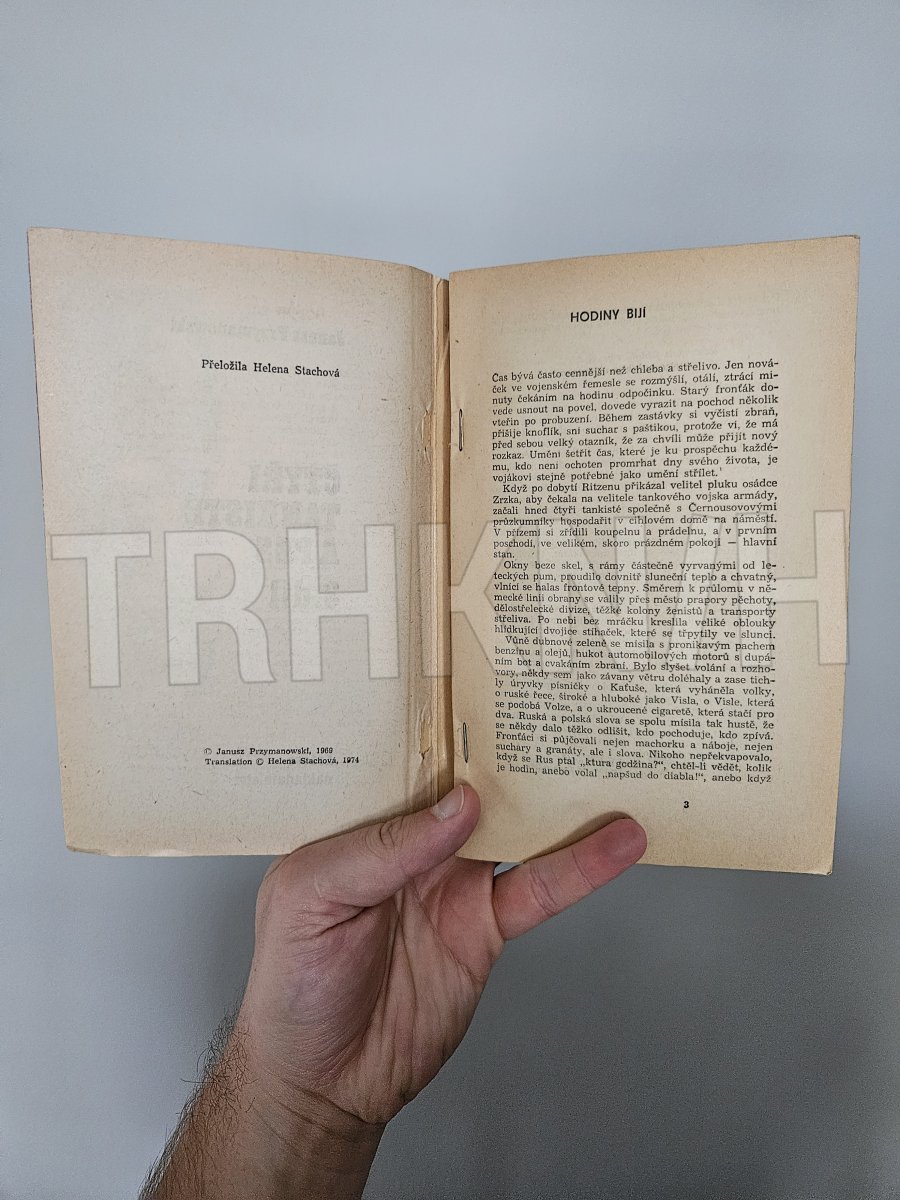 Přeložila Helena Stachová
© Janusz Przymanowski, 1969
Translation © Helena Stachová, 1974
HODINY BIJÍ
Čas bývá často cennější než chleba a střelivo. Jen nová-
ček ve vojenském řemesle se rozmýšlí, otálí, ztrácí mi-
nuty čekáním na hodinu odpočinku. Starý fronťák do-
vede usnout na povel, dovede vyrazit na pochod několik
vteřin po probuzení. Během zastávky si vyčistí zbraň,
přišije knoflík, sní suchar s paštikou, protože ví, že má
před sebou velký otazník, že za chvíli může přijít nový
rozkaz. Umění šetřit čas, které je ku prospěchu každé-
mu, kdo není ochoten promrhat dny svého života, je
vojákovi stejně potřebné jako umění střílet.
Když po dobytí Ritzenu přikázal velitel pluku osádce
Zrzka, aby čekala na velitele tankového vojska armády,
začali hned čtyři tankisté společně s Černousovovými
průzkumníky hospodařit v cihlovém domě na náměstí.
V přízemí si zřídili koupelnu a prádelnu, a v prvním
poschodí, ve velikém, skoro prázdném pokoji — hlavní
stan.
Okny beze skel, s rámy částečně vyrvanými od le-
teckých pum, proudilo dovnitř sluneční teplo a chvatný,
vlnící se halas frontové tepny. Směrem k průlomu v ně-
mecké linii obrany se valily přes město prapory pěchoty,
dělostřelecké divize, těžké kolony ženistů a transporty
střeliva. Po nebi bez mráčku kreslila veliké oblouky
hlídkující dvojice stíhaček, které se třpytily ve slunci.
Vůně dubnové zeleně se mísila s pronikavým pachem
benzínu a olejů, hukot automobilových motorů s dupá-
ním bot a cvakáním zbraní. Bylo slyšet volání a rozho-
vory, někdy sem jako závany větru doléhaly a zase tich-
ly úryvky písničky o Kaťuše, která vyháněla volky,
o ruské řece, široké a hluboké jako Visla, o Visle, která
se podobá Volze, a o ukroucené cigaretě, která stačí pro
dva. Ruská a polská slova se spolu mísila tak hustě, že
se někdy dalo těžko odlišit, kdo pochoduje, kdo zpívá.
Fronťáci si půjčovali nejen machorku a náboje, nejen
suchary a granáty, ale i slova. Nikoho nepřekvapovalo,
když se Rus ptal „ktura godžina?“, chtěl-li vědět, kolik
je hodin, anebo volal „napšud do diabla!“, anebo když
3
TRHKNIH